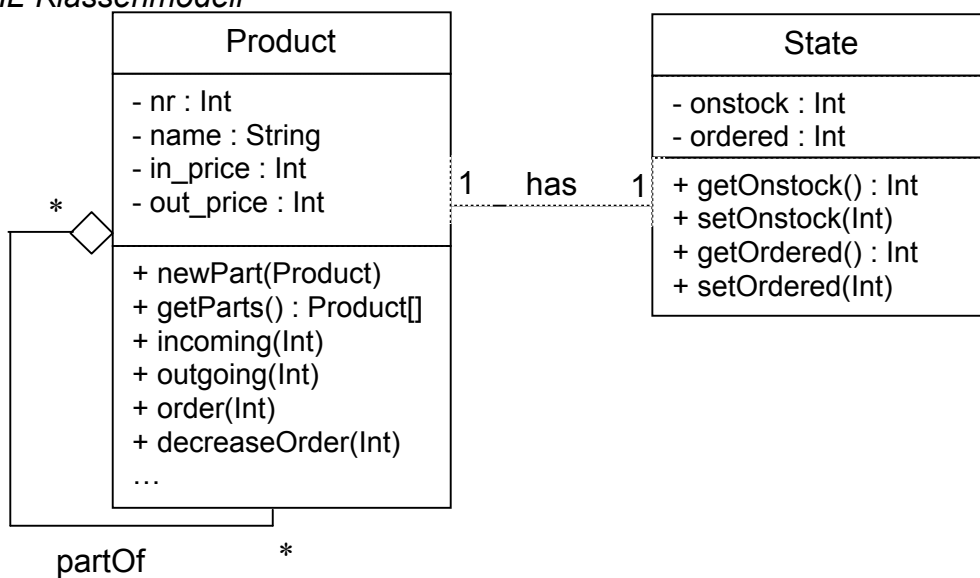 Klassenmodell
Product
- nr : Int
- name : String
- in_price : Int
- out_price : Int
+ newPart(Product)
+ getParts() : Product[]
+ incoming(Int)
+ outgoing(Int)
+ order(Int)
+ decreaseOrder(Int)
…
*
*
partOf
1 has 1
State
- onstock : Int
- ordered : Int
+ getOnstock() : Int
+ setOnstock(Int)
+ getOrdered() : Int
+ setOrdered(Int)